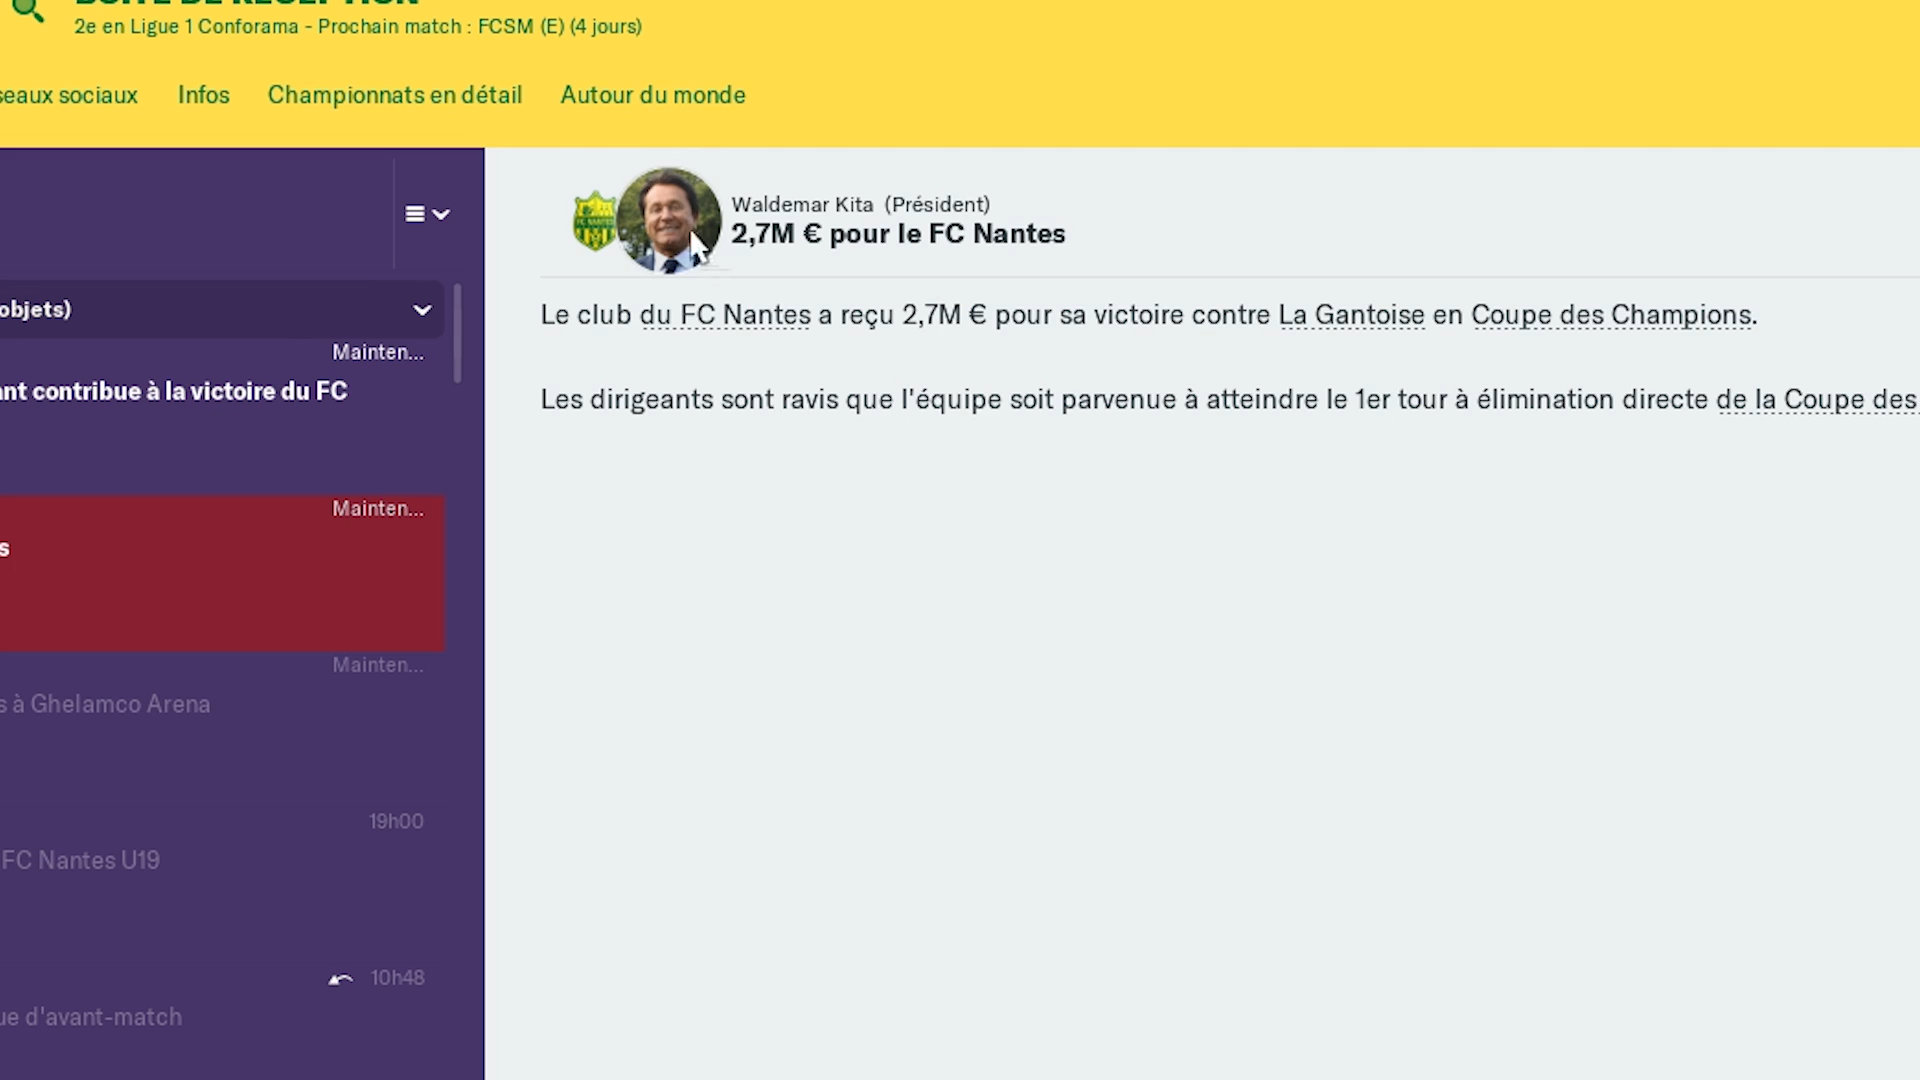 BOÎTE DE RÉCEPTION
2e en Ligue 1 Conforama - Prochain match : FCSM (E) (4 jours)
seaux sociaux Infos Championnats en détail Autour du monde
Waldemar Kita (Président)
2,7M € pour le FC Nantes
Le club du FC Nantes a reçu 2,7M € pour sa victoire contre La Gantoise en Coupe des Champions.
Les dirigeants sont ravis que l'équipe soit parvenue à atteindre le 1er tour à élimination directe de la Coupe des
objets)
Mainten...
ant contribue à la victoire du FC
Mainten...
s
Mainten...
s à Ghelamco Arena
19h00
FC Nantes U19
10h48
ue d'avant-match